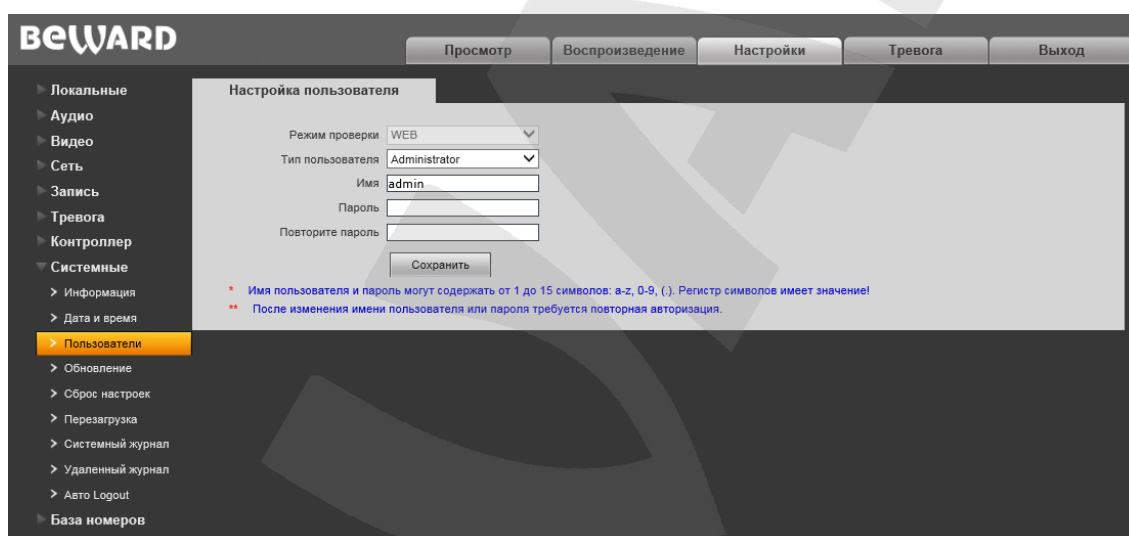 BEWARD
Просмотр Воспроизведение Настройки Тревога Выход
Локальные
Аудио
Видео
Сеть
Запись
Тревога
Контроллер
Системные
Информация
Дата и время
Пользователи
Обновление
Сброс настроек
Перезагрузка
Системный журнал
Удаленный журнал
Авто Logout
База номеров
Настройка пользователя
Режим проверки WEB
Тип пользователя Administrator
Имя admin
Пароль
Повторите пароль
Сохранить
* Имя пользователя и пароль могут содержать от 1 до 15 символов: a-z, 0-9, (.). Регистр символов имеет значение!
** После изменения имени пользователя или пароля требуется повторная авторизация.